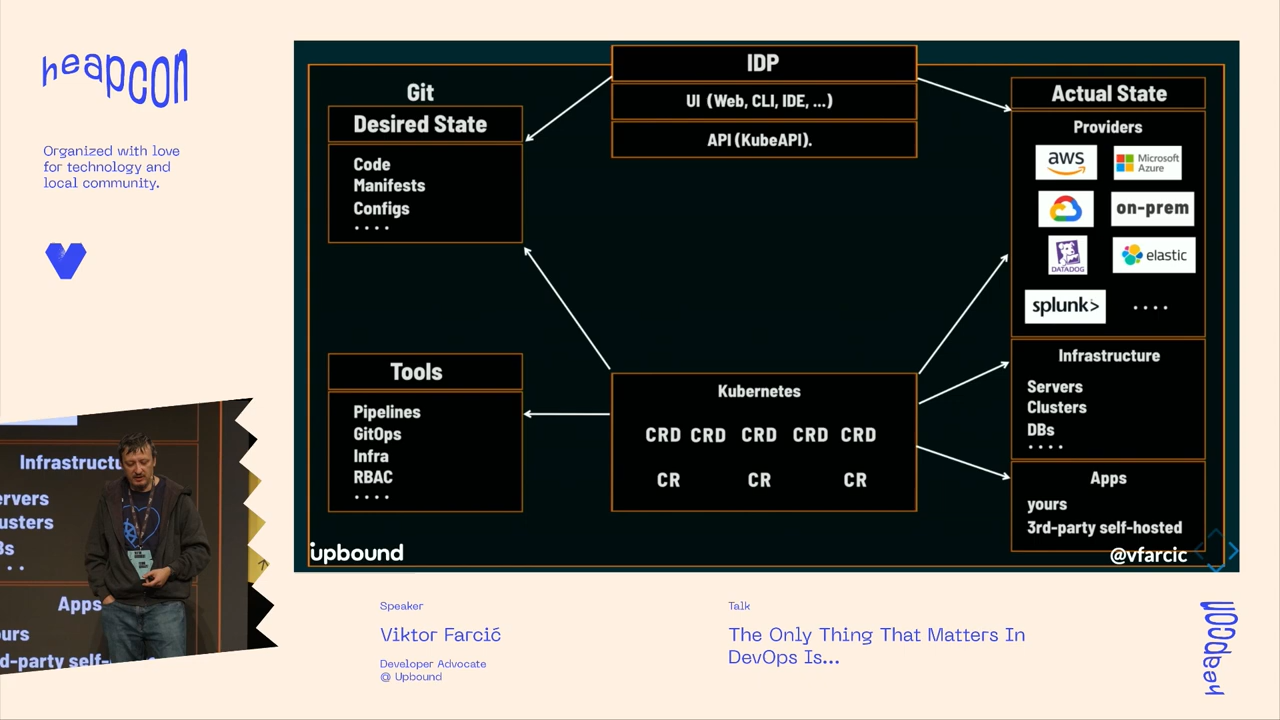 heapcon
Organized with love
for technology and
local community.
IDP
UI (Web, CLI, IDE, ...)
API (KubeAPI).
Git
Desired State
Code
Manifests
Configs
....
Tools
Pipelines
GitOps
Infra
RBAC
....
Kubernetes
CRD CRD CRD CRD CRD
CR CR CR
Actual State
Providers
aws Microsoft Azure
on-prem
DATADOG elastic
splunk> ....
Infrastructure
Servers
Clusters
DBs
....
Apps
yours
3rd-party self-hosted
upbound
@vfarcic
Infrastructu
ervers
usters
Bs
..
Apps
ours
d-party self-
Speaker
Viktor Farcić
Developer Advocate
@ Upbound
Talk
The Only Thing That Matters In
DevOps Is...
heapcon